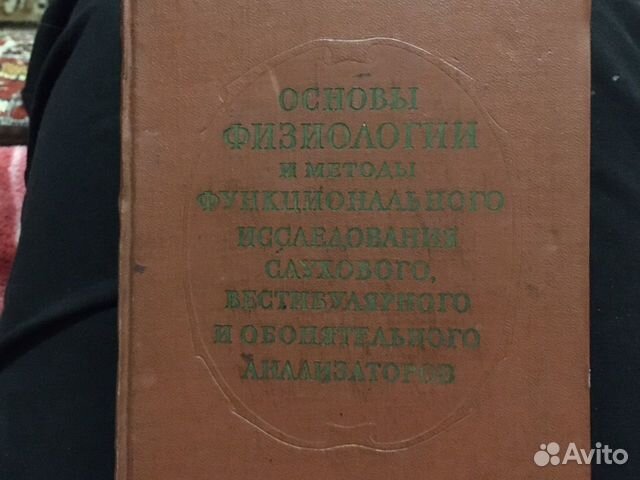 ОСНОВЫ
ФИЗИОЛОГИИ
И МЕТОДЫ
ФУНКЦИОНАЛЬНОГО
ИССЛЕДОВАНИЯ
СЛУХОВОГО,
ВЕСТИБУЛЯРНОГО
И ОБОНЯТЕЛЬНОГО
АНАЛИЗАТОРОВ
Avito